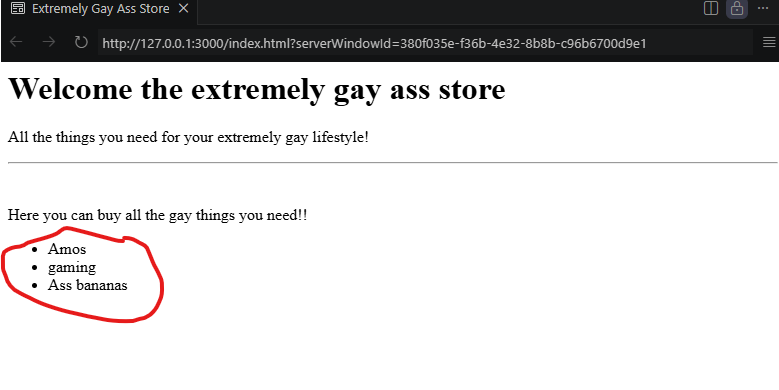 Extremely Gay Ass Store
http://127.0.0.1:3000/index.html?serverWindowId=380f035e-f36b-4e32-8b8b-c96b6700d9e1
Welcome the extremely gay ass store
All the things you need for your extremely gay lifestyle!
Here you can buy all the gay things you need!!
Amos
gaming
Ass bananas